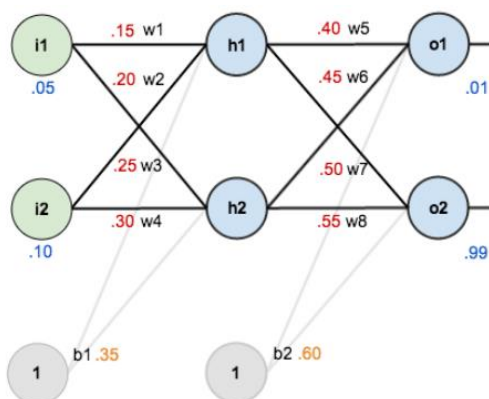 .15 w1
.40 w5
i1
h1
o1
.20 w2
.45 w6
.05
.01
.25 w3
.50 w7
i2
.30 w4
h2
.55 w8
o2
.10
.99
b1 .35
b2 .60
1
1